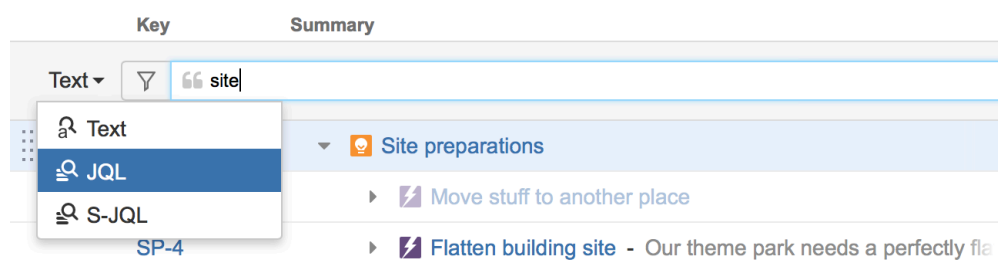 Key Summary
Text site
Text
Site preparations
JQL
Move stuff to another place
S-JQL
SP-4 Flatten building site - Our theme park needs a perfectly